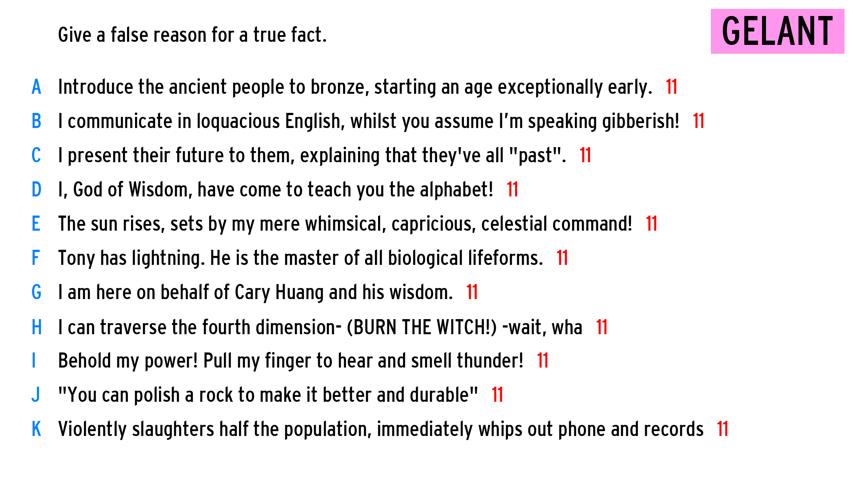 Give a false reason for a true fact.
GELANT
A Introduce the ancient people to bronze, starting an age exceptionally early. 11
B I communicate in loquacious English, whilst you assume I'm speaking gibberish! 11
C I present their future to them, explaining that they've all "past". 11
D I, God of Wisdom, have come to teach you the alphabet! 11
E The sun rises, sets by my mere whimsical, capricious, celestial command! 11
F Tony has lightning. He is the master of all biological lifeforms. 11
G I am here on behalf of Cary Huang and his wisdom. 11
H I can traverse the fourth dimension- (BURN THE WITCH!) -wait, wha 11
I Behold my power! Pull my finger to hear and smell thunder! 11
J "You can polish a rock to make it better and durable" 11
K Violently slaughters half the population, immediately whips out phone and records 11